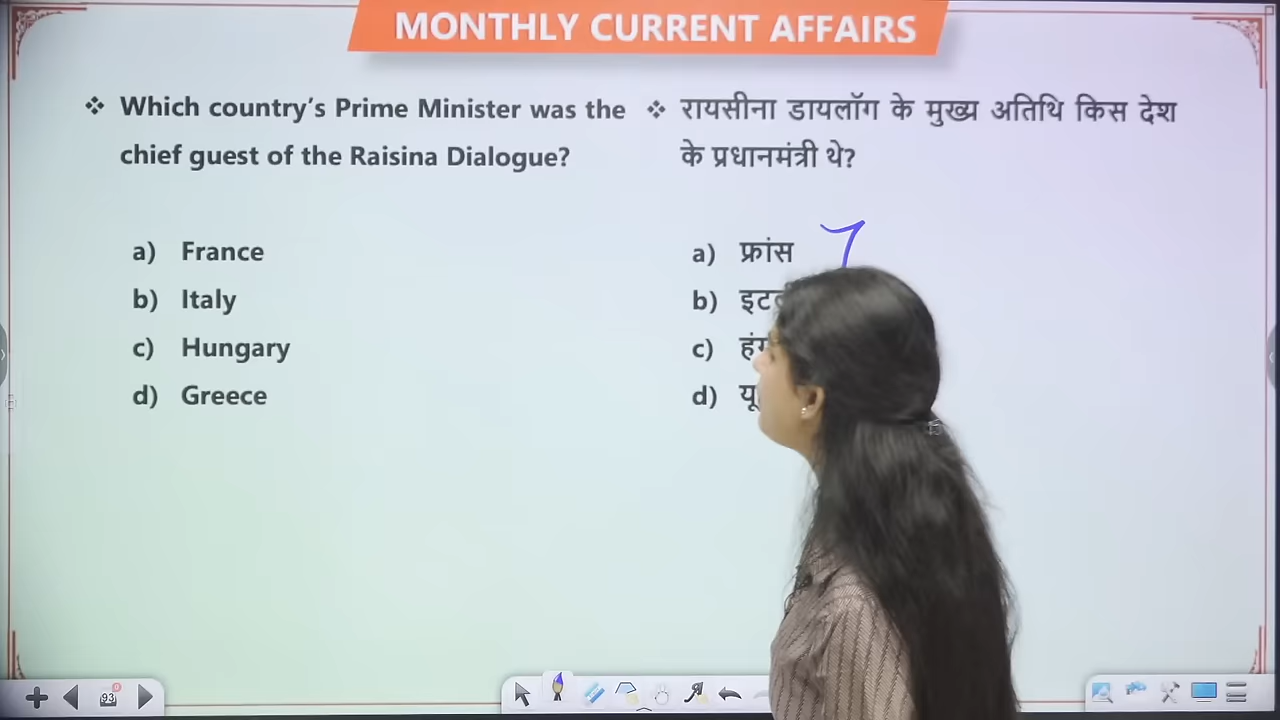 MONTHLY CURRENT AFFAIRS
❖ Which country's Prime Minister was the
chief guest of the Raisina Dialogue?
a) France
b) Italy
c) Hungary
d) Greece
❖ रायसीना डायलॉग के मुख्य अतिथि किस देश
के प्रधानमंत्री थे?
a) फ्रांस
b)
c)
d)
93